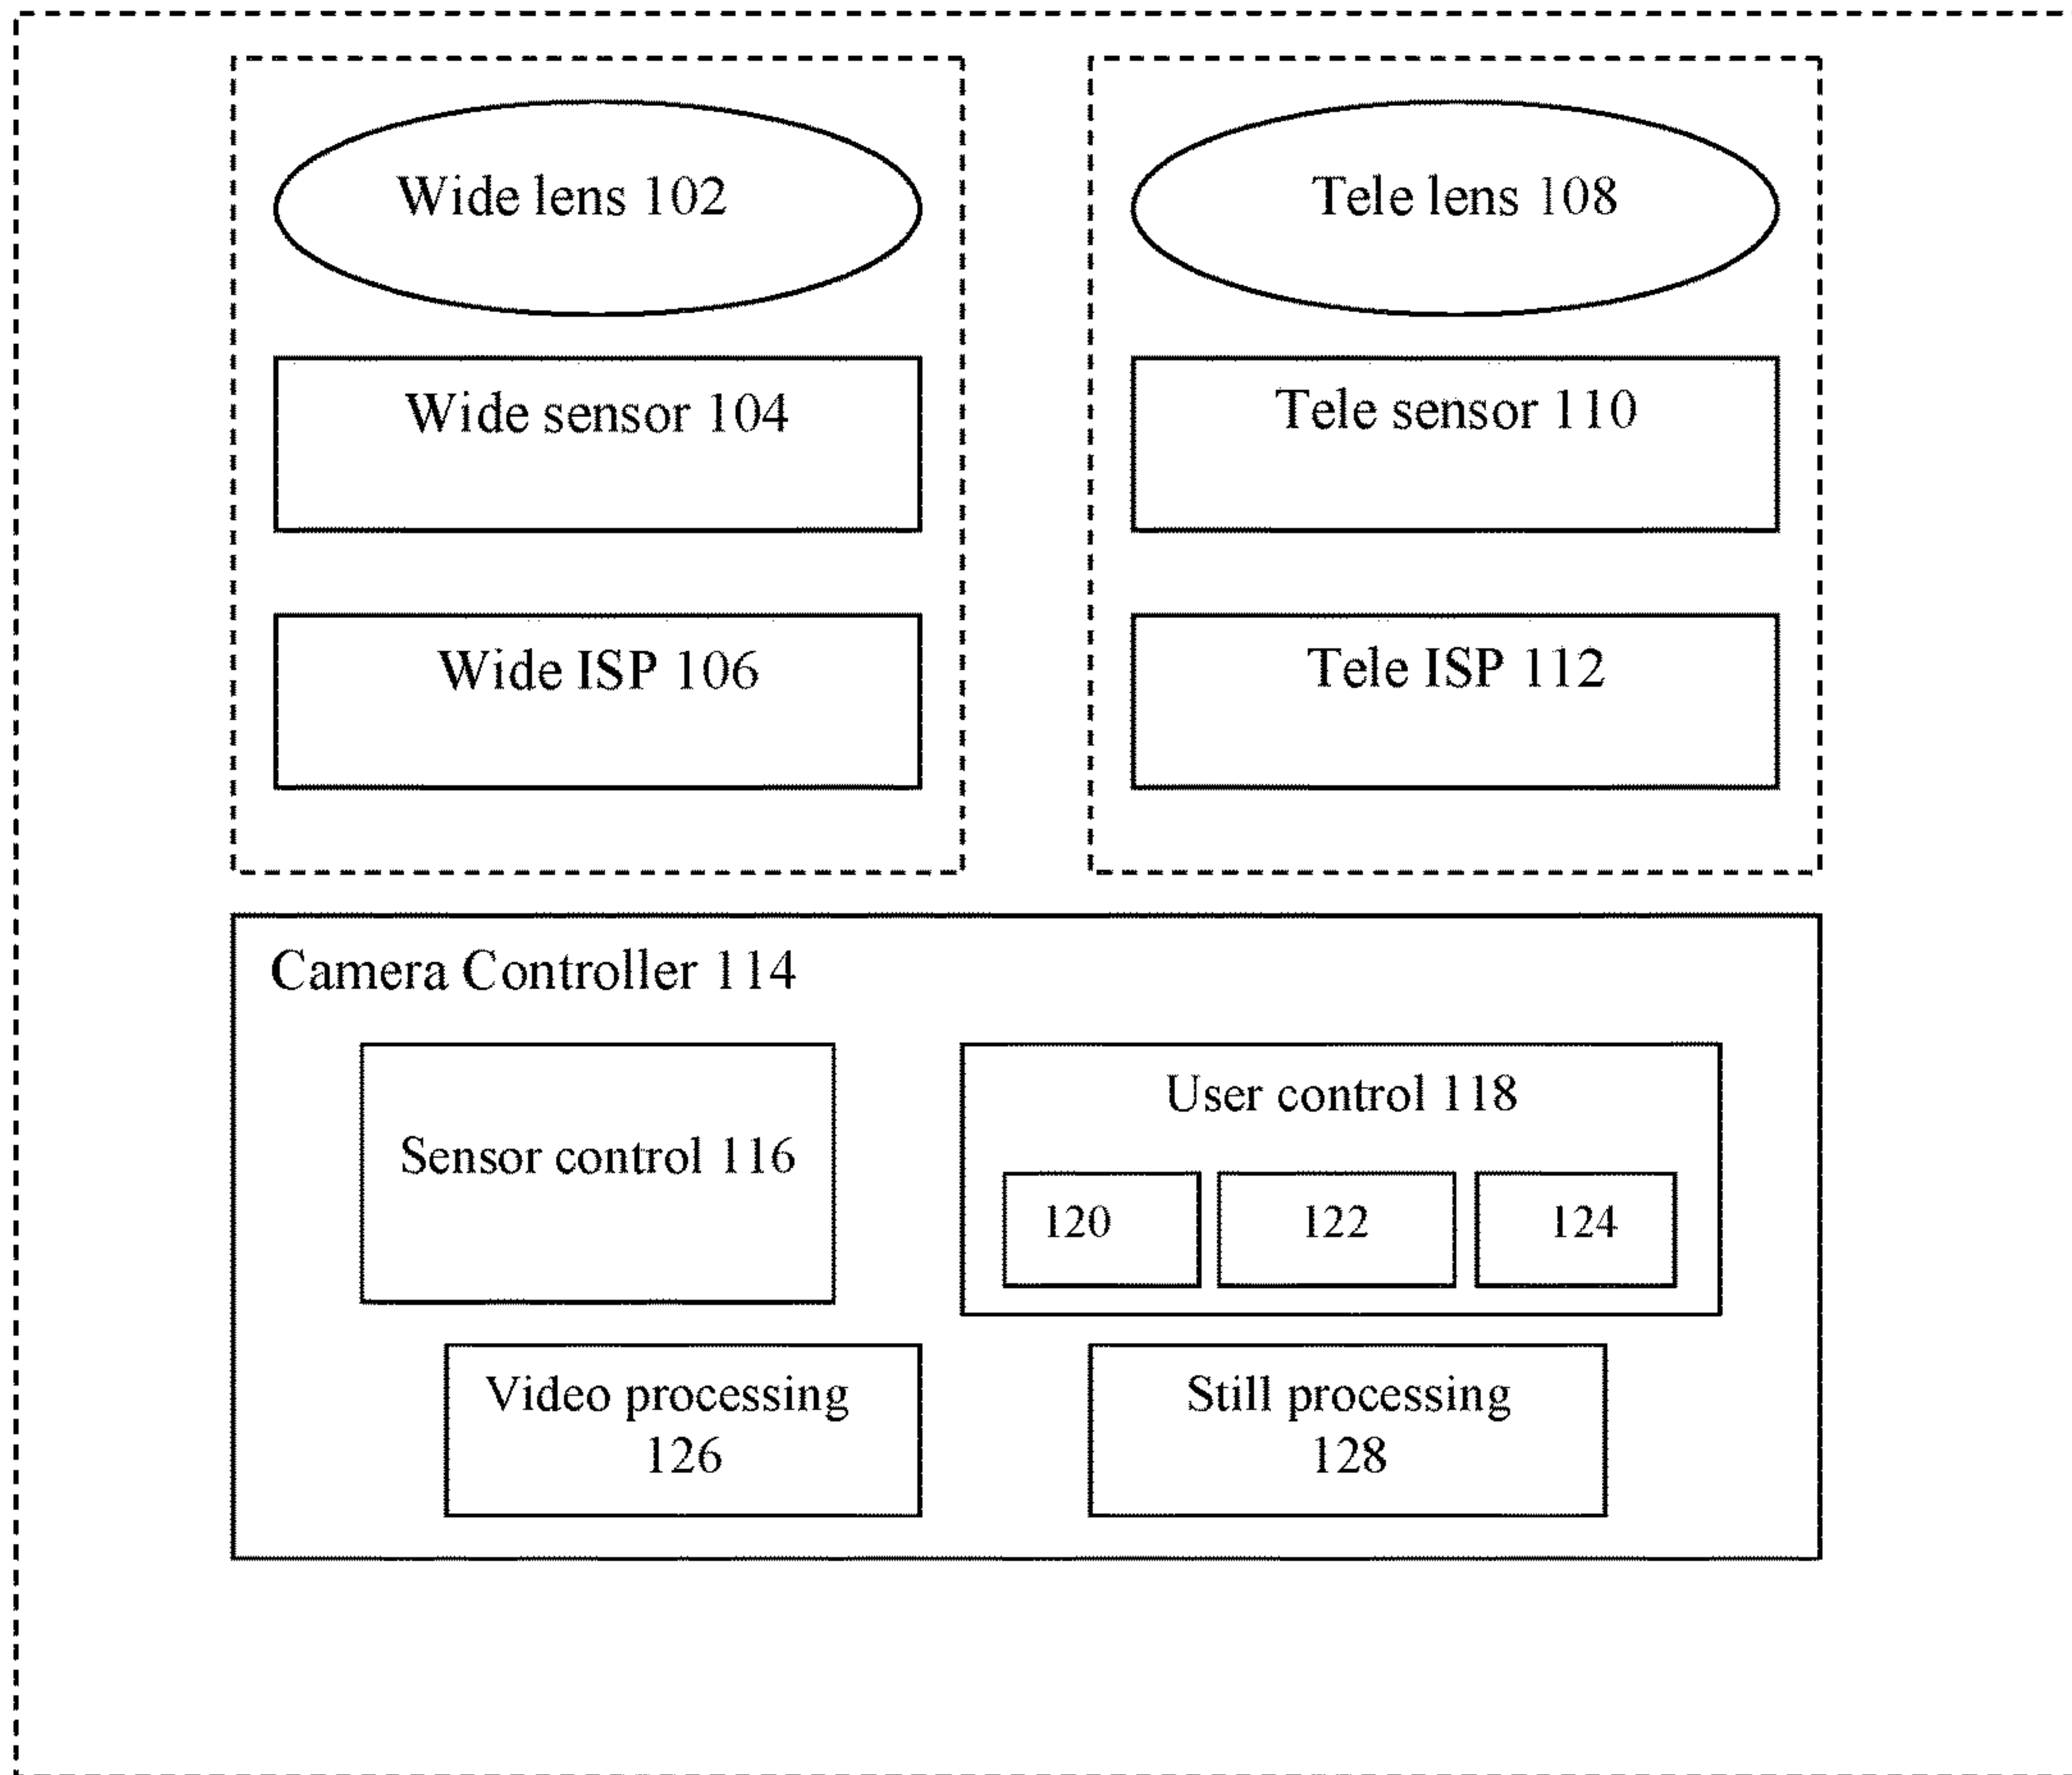 Wide lens 102
Tele lens 108
Wide sensor 104
Tele sensor 110
Wide ISP 106
Tele ISP 112
Camera Controller 114
Sensor control 116
User control 118
120
122
124
Video processing
126
Still processing
128